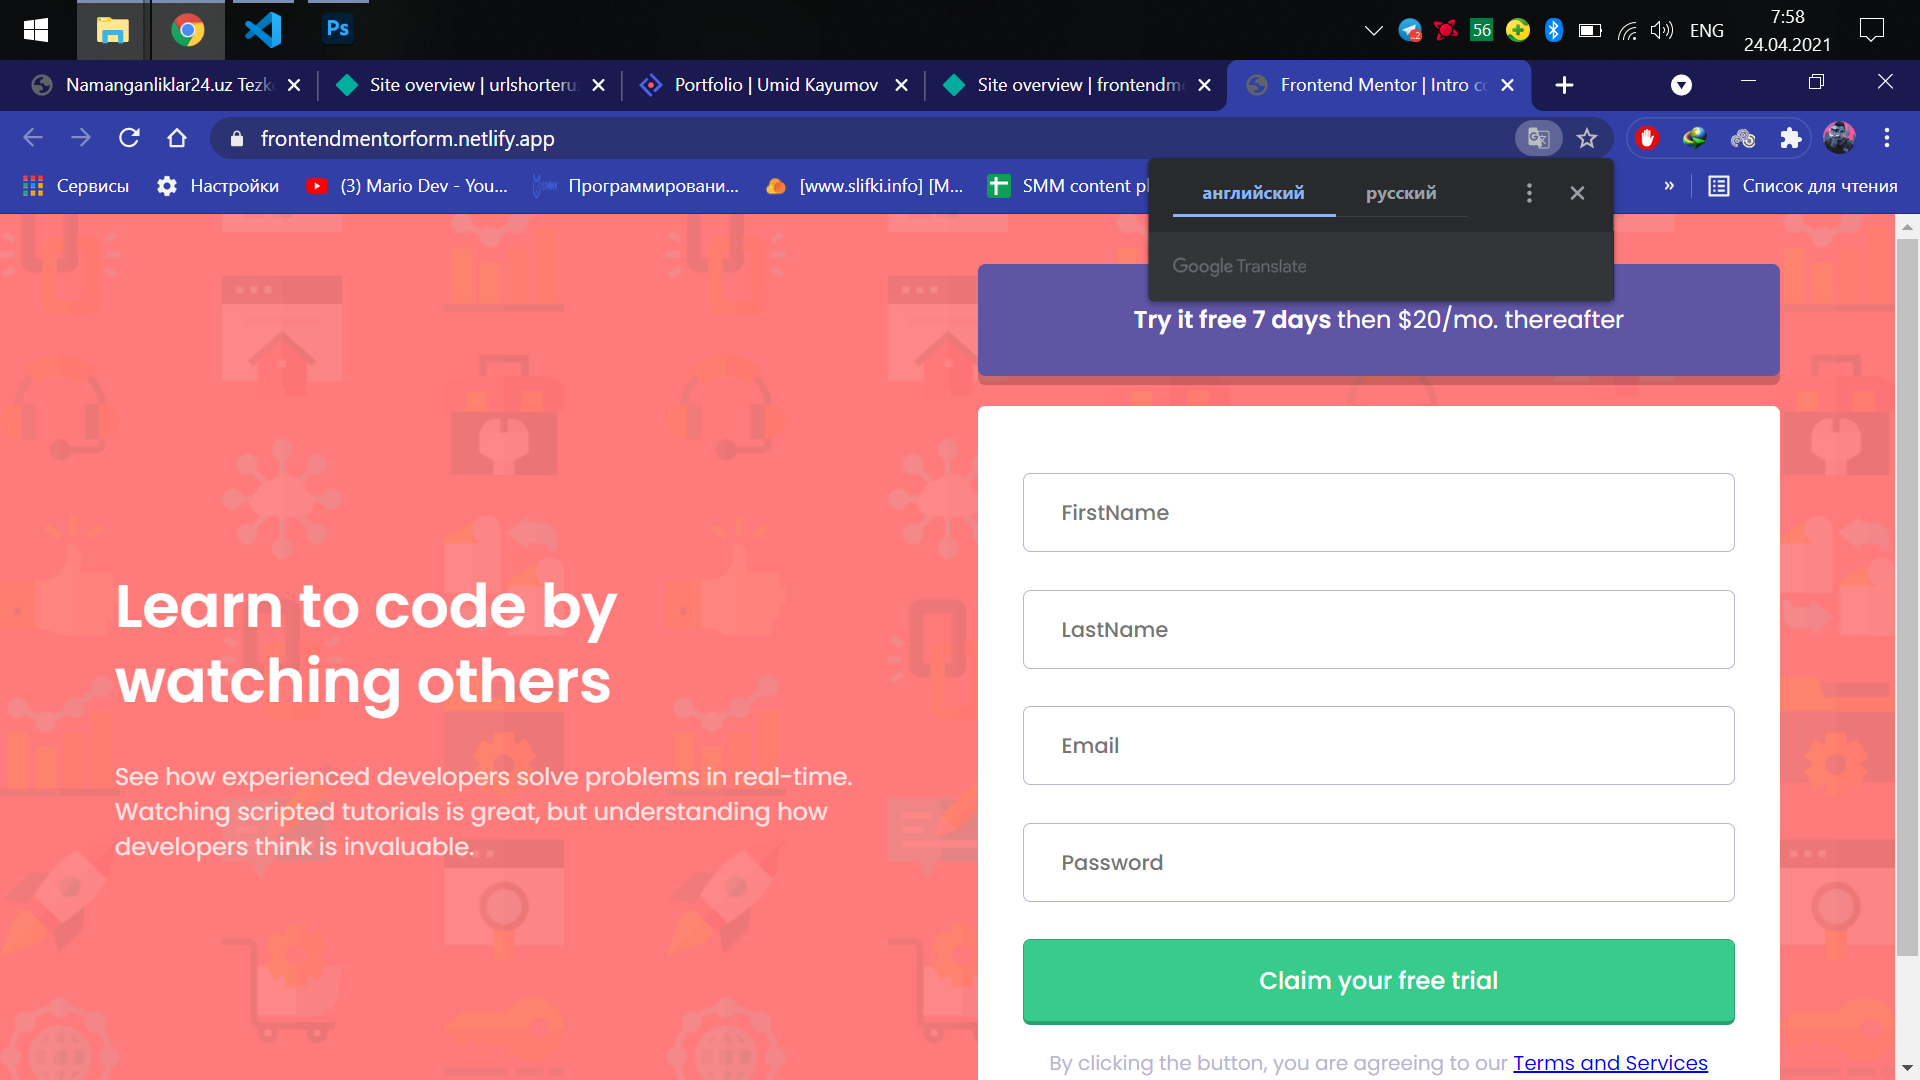 Ps
56
ENG
7:58
24.04.2021
Namanganliklar24.uz Tezk
Site overview | urlshorteru
Portfolio | Umid Kayumov
Site overview | frontendm
Frontend Mentor | Intro c
frontendmentorform.netlify.app
Сервисы
Настройки
(3) Mario Dev - You...
Программировани...
[www.slifki.info] [M...
SMM content pl
»
Список для чтения
английский
русский
Google Translate
Try it free 7 days then $20/mo. thereafter
FirstName
LastName
Email
Password
Claim your free trial
By clicking the button, you are agreeing to our Terms and Services
Learn to code by
watching others
See how experienced developers solve problems in real-time.
Watching scripted tutorials is great, but understanding how
developers think is invaluable.